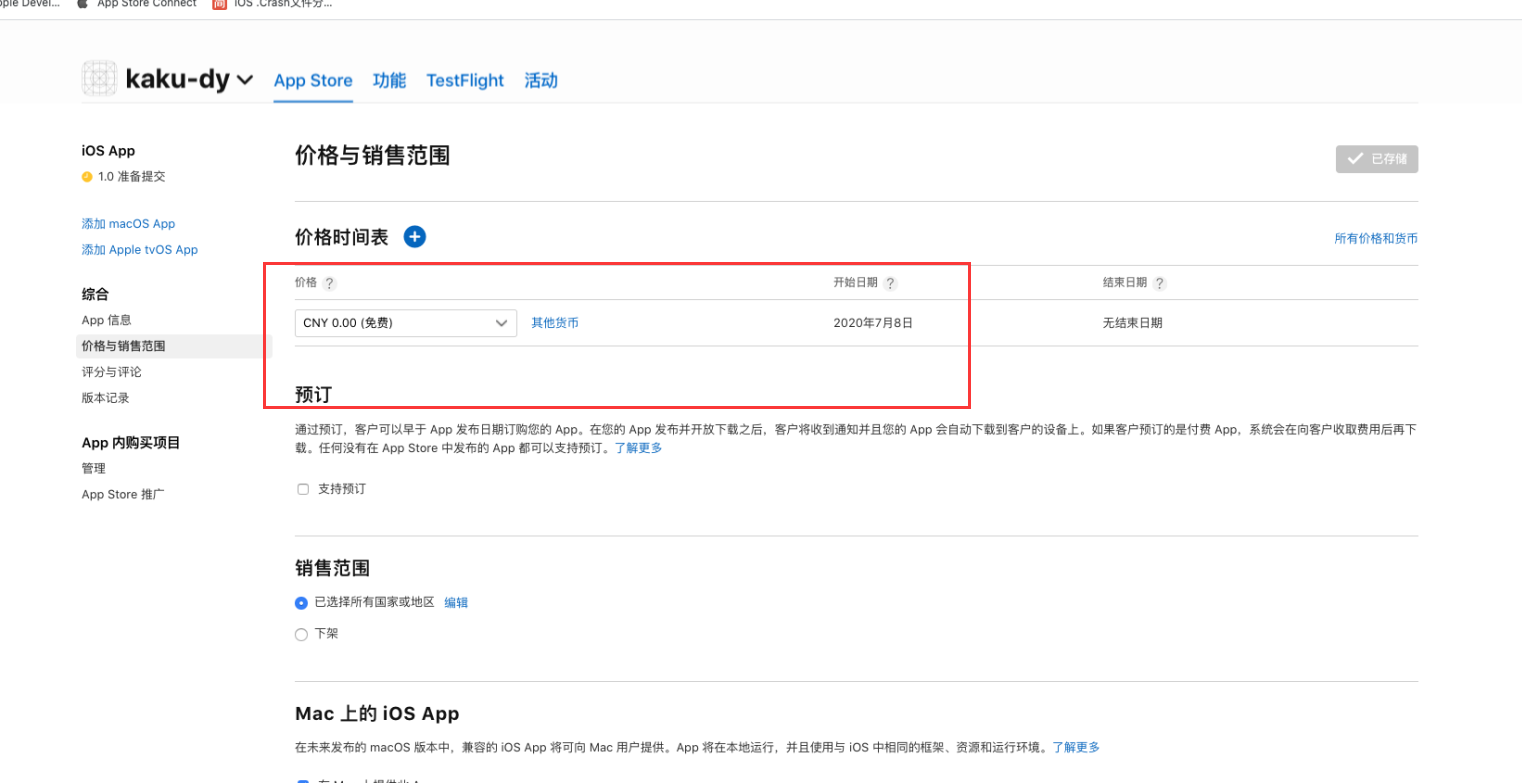 App Store Connect
iOS .Crash文件分...
kaku-dy App Store 功能 TestFlight 活动
iOS App
1.0 准备提交
添加 macOS App
添加 Apple tvOS App
综合
App 信息
价格与销售范围
评分与评论
版本记录
App 内购买项目
管理
App Store 推广
价格与销售范围
已存储
价格时间表
所有价格和货币
价格 ? 开始日期 ? 结束日期 ?
CNY 0.00 (免费) 其他货币 2020年7月8日 无结束日期
预订
通过预订，客户可以早于 App 发布日期订购您的 App。在您的 App 发布并开放下载之后，客户将收到通知并且您的 App 会自动下载到客户的设备上。如果客户预订的是付费 App，系统会在向客户收取费用后再下
载。任何没有在 App Store 中发布的 App 都可以支持预订。了解更多
支持预订
销售范围
已选择所有国家或地区 编辑
下架
Mac 上的 iOS App
在未来发布的 macOS 版本中，兼容的 iOS App 将可向 Mac 用户提供。App 将在本地运行，并且使用与 iOS 中相同的框架、资源和运行环境。了解更多